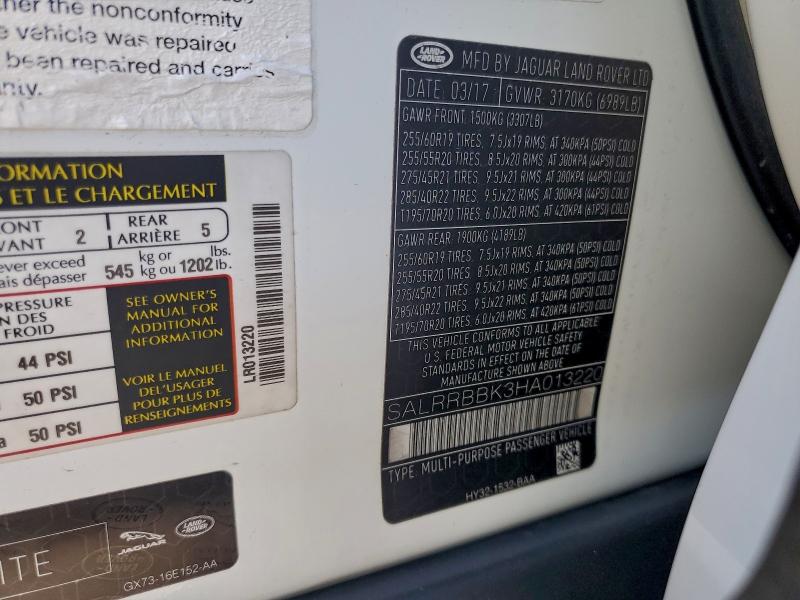 her the nonconformity
e vehicle was repaired
been repaired and carries
anty.
ORMATION
S ET LE CHARGEMENT
RONT
VANT 2
REAR
ARRIÈRE 5
ever exceed
ais dépasser 545 kg or
kg ou 1202 lbs.
lb.
PRESSURE
ON DES
FROID
SEE OWNER'S
MANUAL FOR
ADDITIONAL
INFORMATION
44 PSI
50 PSI
a 50 PSI
VOIR LE MANUEL
DEL'USAGER
POUR PLUS DE
RENSEIGNEMENTS
LR013220
ITE
JAGUAR
LAND ROVER
GX73-16E152-AA
LAND ROVER
MFD BY JAGUAR LAND ROVER LTD
DATE: 03/17 GVWR: 3170KG (6989LB)
GAWR FRONT: 1500KG (3307LB)
255/60R19 TIRES, 7.5Jx19 RIMS, AT 340KPA (50PSI) COLD
255/55R20 TIRES, 8.5Jx20 RIMS, AT 300KPA (44PSI) COLD
275/45R21 TIRES, 9.5Jx21 RIMS, AT 300KPA (44PSI) COLD
285/40R22 TIRES, 9.5Jx22 RIMS, AT 300KPA (44PSI) COLD
T195/70R20 TIRES, 6.0Jx20 RIMS, AT 420KPA (61PSI) COLD
GAWR REAR: 1900KG (4189LB)
255/60R19 TIRES, 7.5Jx19 RIMS, AT 340KPA (50PSI) COLD
255/55R20 TIRES, 8.5Jx20 RIMS, AT 340KPA (50PSI) COLD
275/45R21 TIRES, 9.5Jx21 RIMS, AT 340KPA (50PSI) COLD
285/40R22 TIRES, 9.5Jx22 RIMS, AT 340KPA (50PSI) COLD
T195/70R20 TIRES, 6.0Jx20 RIMS, AT 420KPA (61PSI) COLD
THIS VEHICLE CONFORMS TO ALL APPLICABLE
U.S. FEDERAL MOTOR VEHICLE SAFETY
STANDARDS IN EFFECT ON THE DATE OF
MANUFACTURE SHOWN ABOVE
SALRRBBK3HA013220
TYPE: MULTI-PURPOSE PASSENGER VEHICLE
HY32-1532-BAA